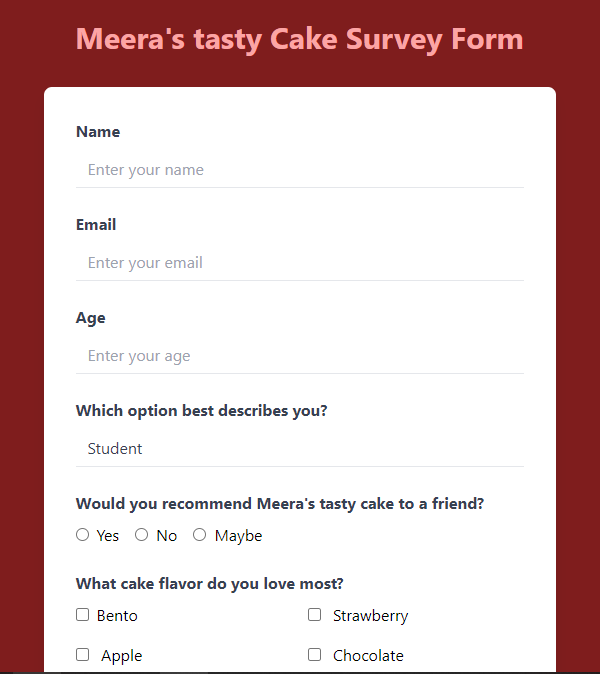 Meera's tasty Cake Survey Form
Name
Enter your name
Email
Enter your email
Age
Enter your age
Which option best describes you?
Student
Would you recommend Meera's tasty cake to a friend?
Yes No Maybe
What cake flavor do you love most?
Bento Strawberry
Apple Chocolate